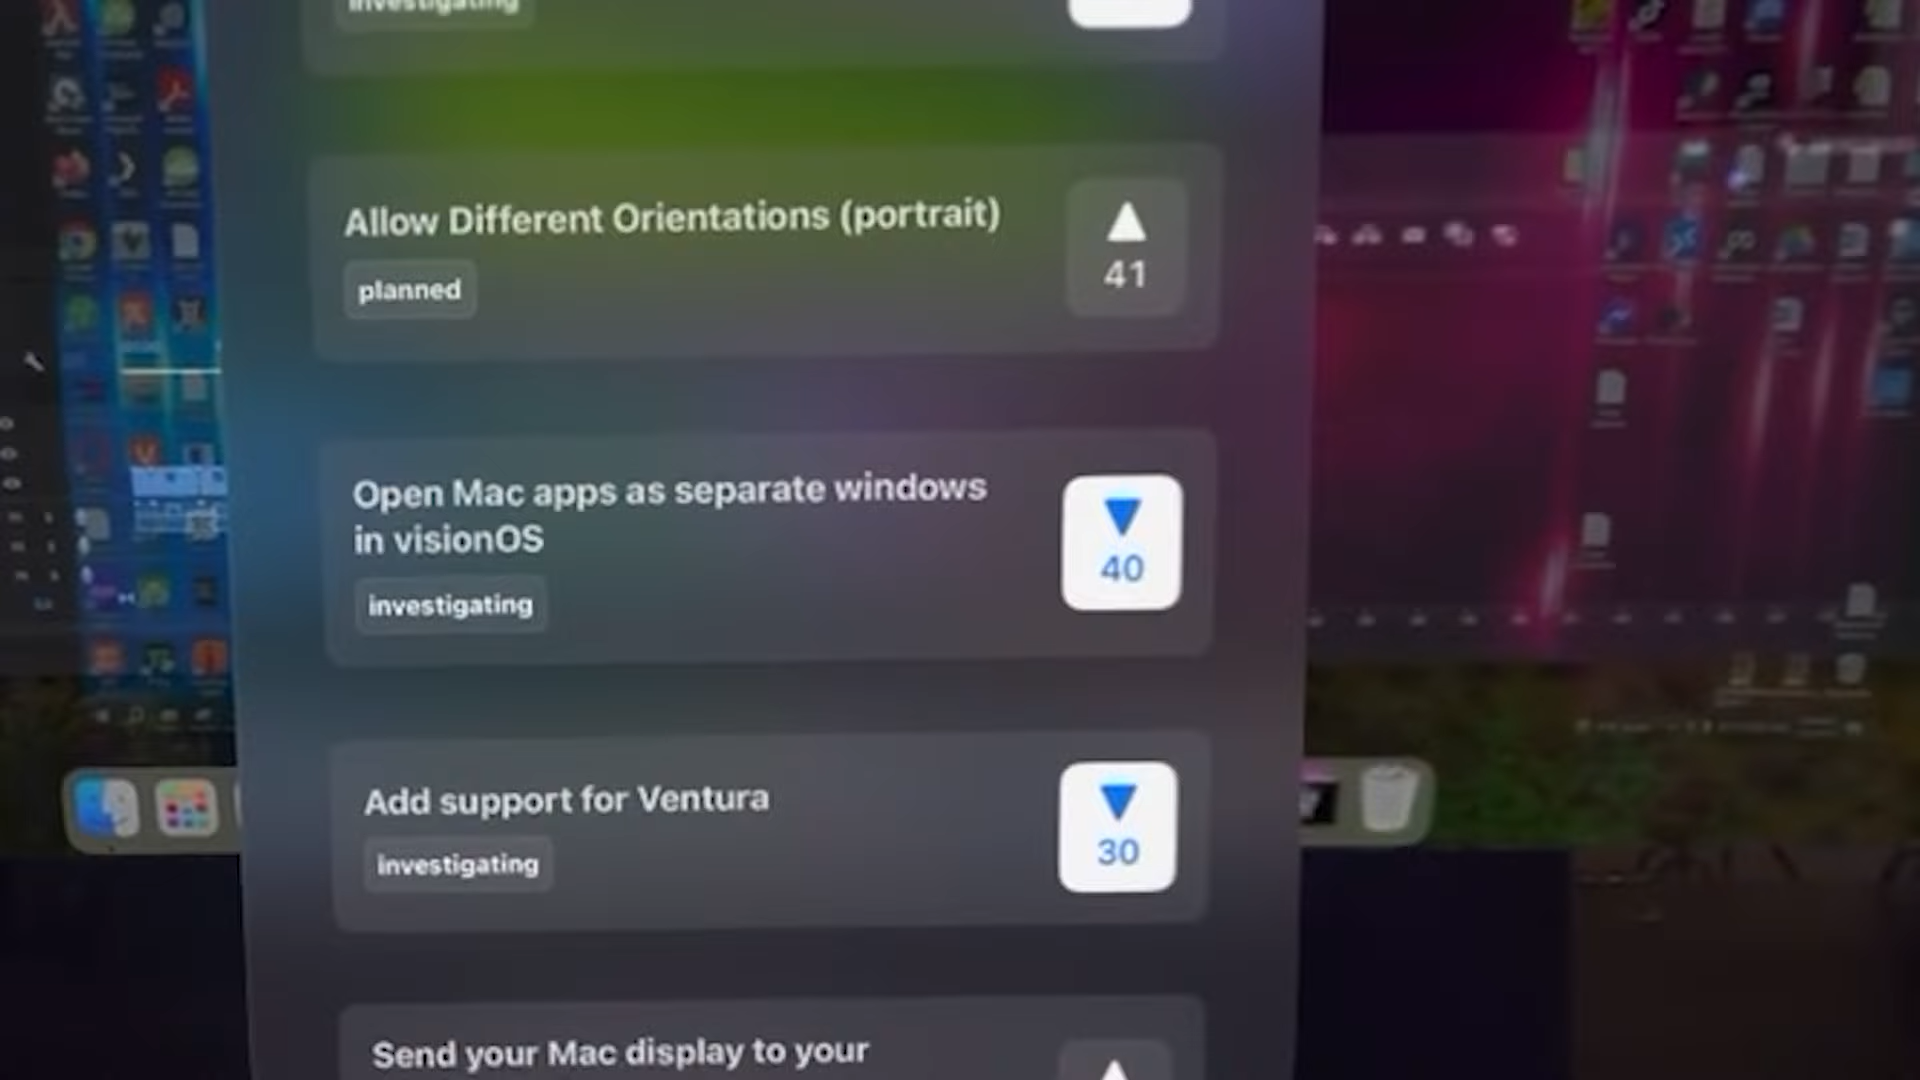 investigating
Allow Different Orientations (portrait)
planned
41
Open Mac apps as separate windows
in visionOS
investigating
40
Add support for Ventura
investigating
30
Send your Mac display to your